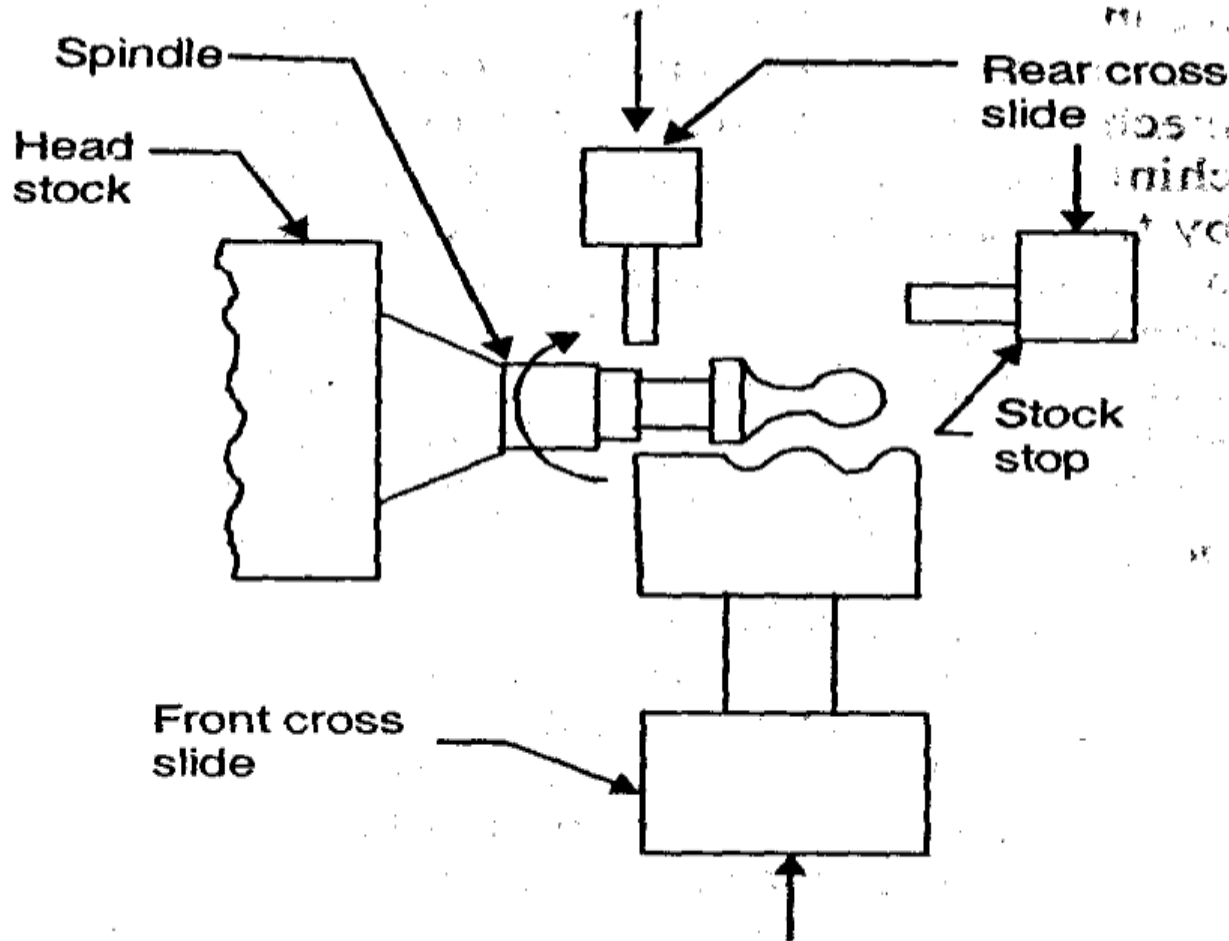 Spindle
Rear cross
slide
Head
stock
Stock
stop
Front cross
slide